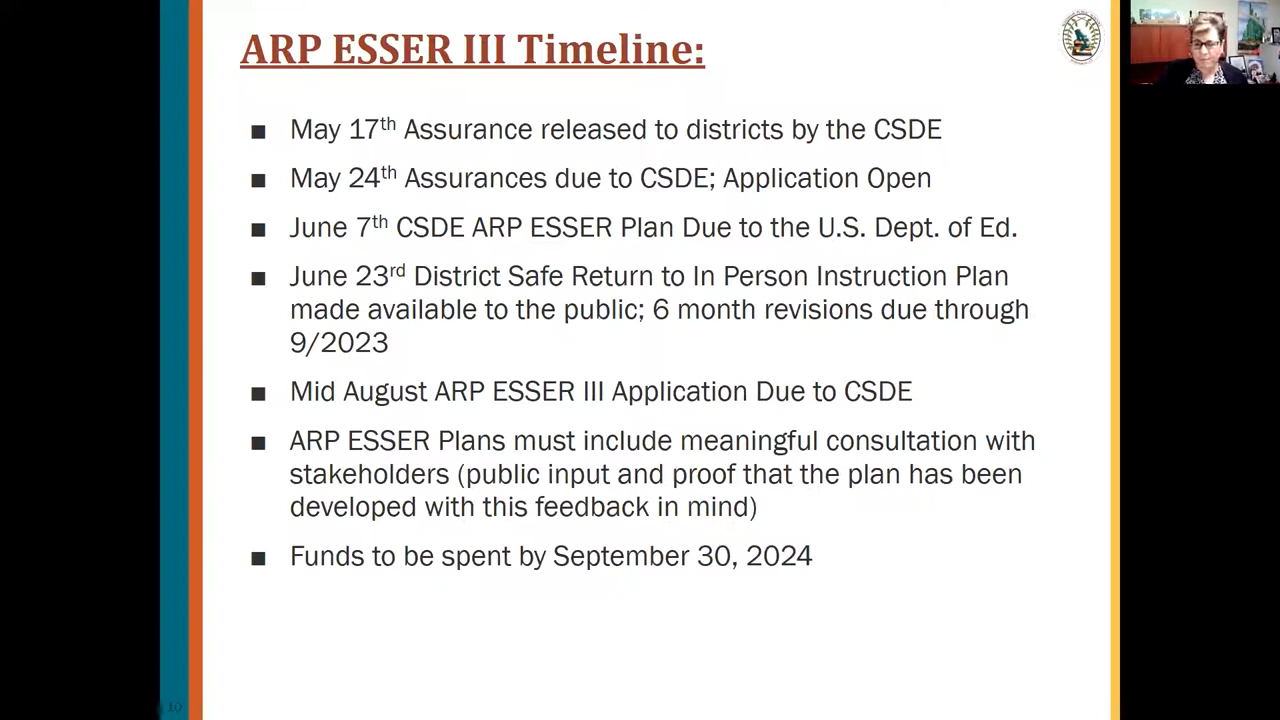 ARP ESSER III Timeline:
■ May 17th Assurance released to districts by the CSDE
■ May 24th Assurances due to CSDE; Application Open
■ June 7th CSDE ARP ESSER Plan Due to the U.S. Dept. of Ed.
■ June 23rd District Safe Return to In Person Instruction Plan
made available to the public; 6 month revisions due through
9/2023
■ Mid August ARP ESSER III Application Due to CSDE
■ ARP ESSER Plans must include meaningful consultation with
stakeholders (public input and proof that the plan has been
developed with this feedback in mind)
■ Funds to be spent by September 30, 2024
10